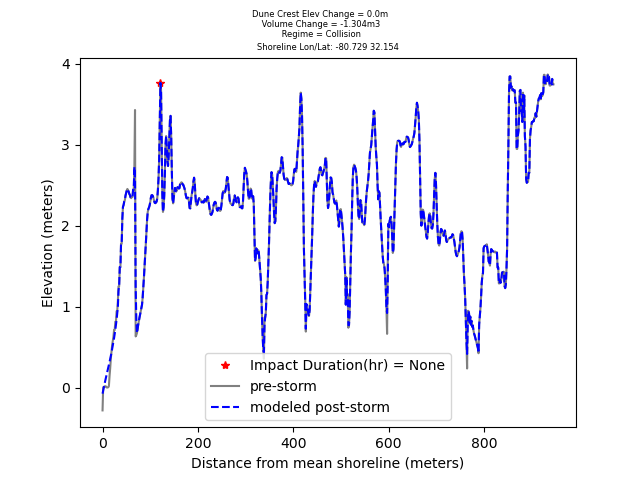 Dune Crest Elev Change = 0.0m
Volume Change = -1.304m3
Regime = Collision
Shoreline Lon/Lat: -80.729 32.154
4
3
2
1
0
Elevation (meters)
Impact Duration(hr) = None
pre-storm
modeled post-storm
0 200 400 600 800
Distance from mean shoreline (meters)